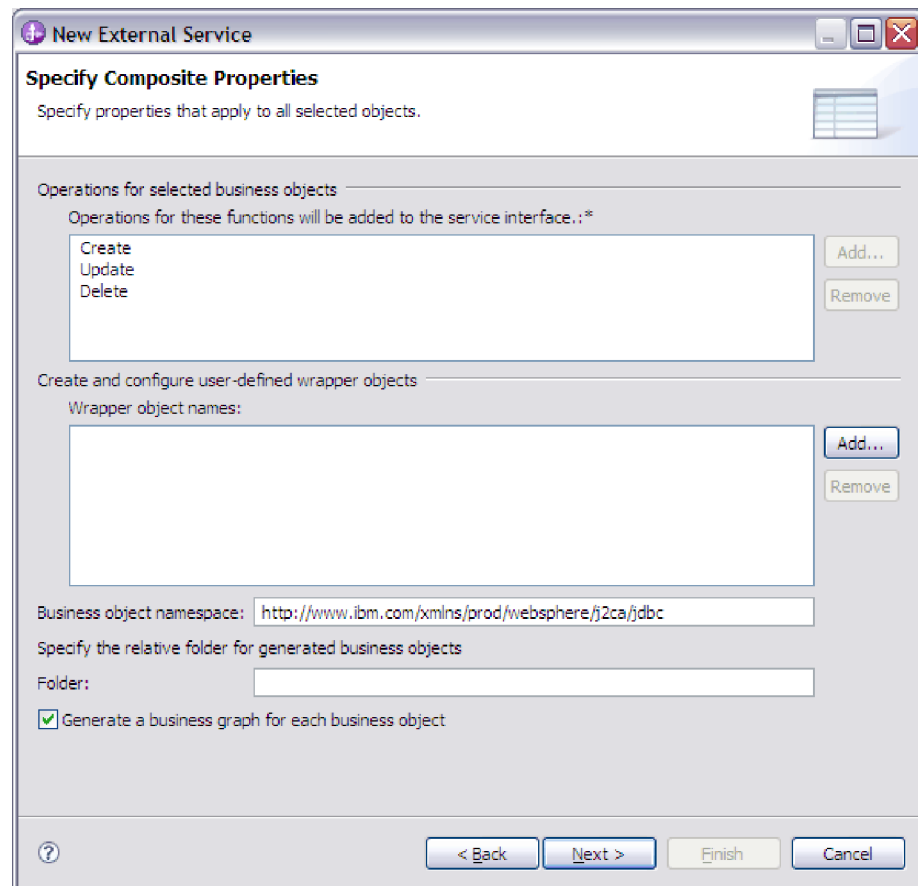 New External Service
Specify Composite Properties
Specify properties that apply to all selected objects.
Operations for selected business objects
Operations for these functions will be added to the service interface.:*
Create
Update
Delete
Add...
Remove
Create and configure user-defined wrapper objects
Wrapper object names:
Add...
Remove
Business object namespace: http://www.ibm.com/xmlns/prod/websphere/j2ca/jdbc
Specify the relative folder for generated business objects
Folder:
Generate a business graph for each business object
? < Back Next > Finish Cancel